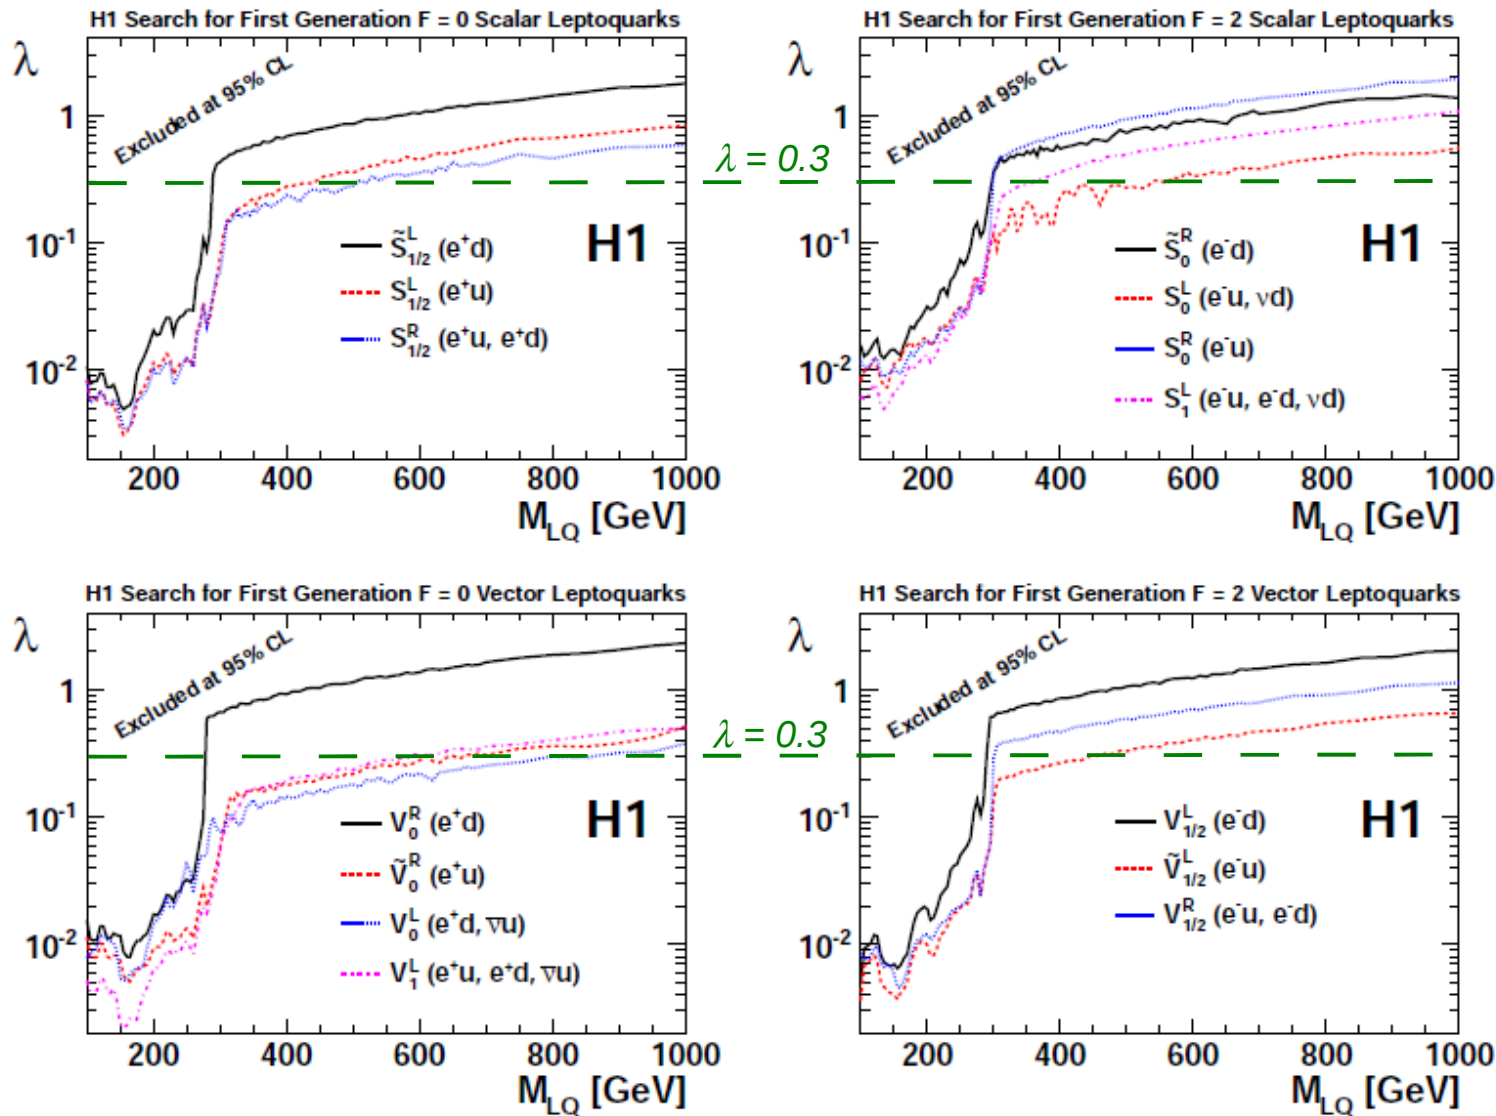 H1 Search for First Generation F = 0 Scalar Leptoquarks
λ
Excluded at 95% CL
1
10⁻¹
10⁻²
S̃ᴸ₁/₂ (e⁺d)
Sᴸ₁/₂ (e⁺u)
Sᴿ₁/₂ (e⁺u, e⁺d)
H1
200 400 600 800 1000
M_LQ [GeV]
H1 Search for First Generation F = 2 Scalar Leptoquarks
λ
Excluded at 95% CL
λ = 0.3
1
10⁻¹
10⁻²
S̃ᴿ₀ (e⁻d)
Sᴸ₀ (e⁻u, νd)
Sᴿ₀ (e⁻u)
Sᴸ₁ (e⁻u, e⁻d, νd)
H1
200 400 600 800 1000
M_LQ [GeV]
H1 Search for First Generation F = 0 Vector Leptoquarks
λ
Excluded at 95% CL
1
10⁻¹
10⁻²
Vᴿ₀ (e⁺d)
Ṽᴿ₀ (e⁺u)
Vᴸ₀ (e⁺d, ν̅u)
Vᴸ₁ (e⁺u, e⁺d, ν̅u)
H1
200 400 600 800 1000
M_LQ [GeV]
H1 Search for First Generation F = 2 Vector Leptoquarks
λ
Excluded at 95% CL
λ = 0.3
1
10⁻¹
10⁻²
Vᴸ₁/₂ (e⁻d)
Ṽᴸ₁/₂ (e⁻u)
Vᴿ₁/₂ (e⁻u, e⁻d)
H1
200 400 600 800 1000
M_LQ [GeV]